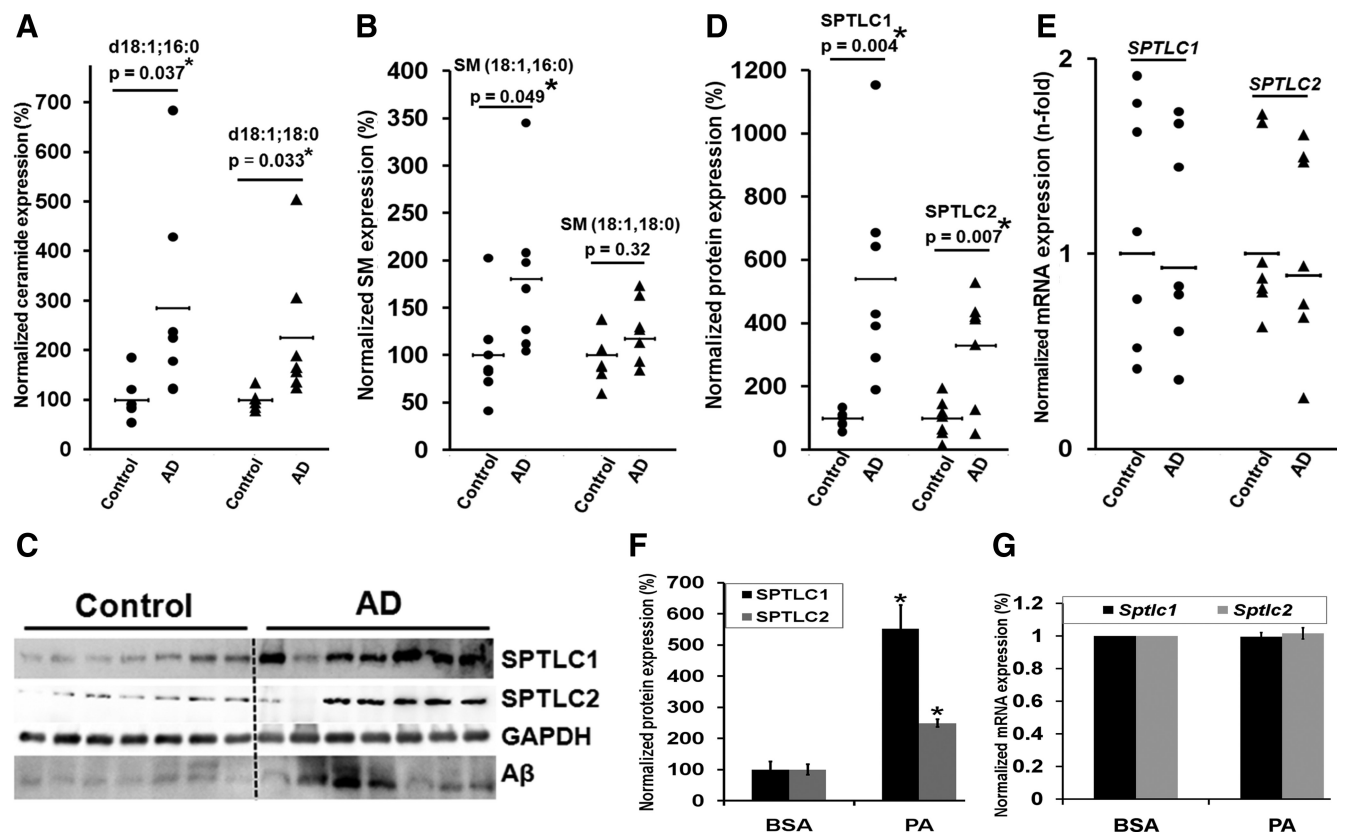 A
d18:1;16:0
p = 0.037*
d18:1;18:0
p = 0.033*
Normalized ceramide expression (%)
700
600
500
400
300
200
100
0
Control
AD
Control
AD
B
SM (18:1,16:0)
p = 0.049*
SM (18:1,18:0)
p = 0.32
Normalized SM expression (%)
400
350
300
250
200
150
100
50
0
Control
AD
Control
AD
D
SPTLC1
p = 0.004*
SPTLC2
p = 0.007*
Normalized protein expression (%)
1200
1000
800
600
400
200
0
Control
AD
Control
AD
E
SPTLC1
SPTLC2
Normalized mRNA expression (n-fold)
2
1
0
Control
AD
Control
AD
C
Control
AD
SPTLC1
SPTLC2
GAPDH
Aβ
F
Normalized protein expression (%)
700
600
500
400
300
200
100
0
SPTLC1
SPTLC2
*
*
BSA
PA
G
Normalized mRNA expression (%)
1.2
1
0.8
0.6
0.4
0.2
0
Sptlc1
Sptlc2
BSA
PA